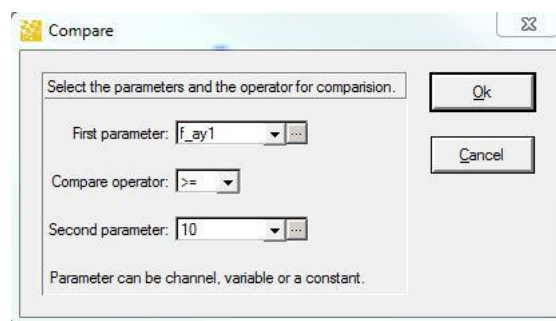 Compare
Select the parameters and the operator for comparision.
Ok
First parameter: f_ay1 ...
Cancel
Compare operator: >=
Second parameter: 10 ...
Parameter can be channel, variable or a constant.